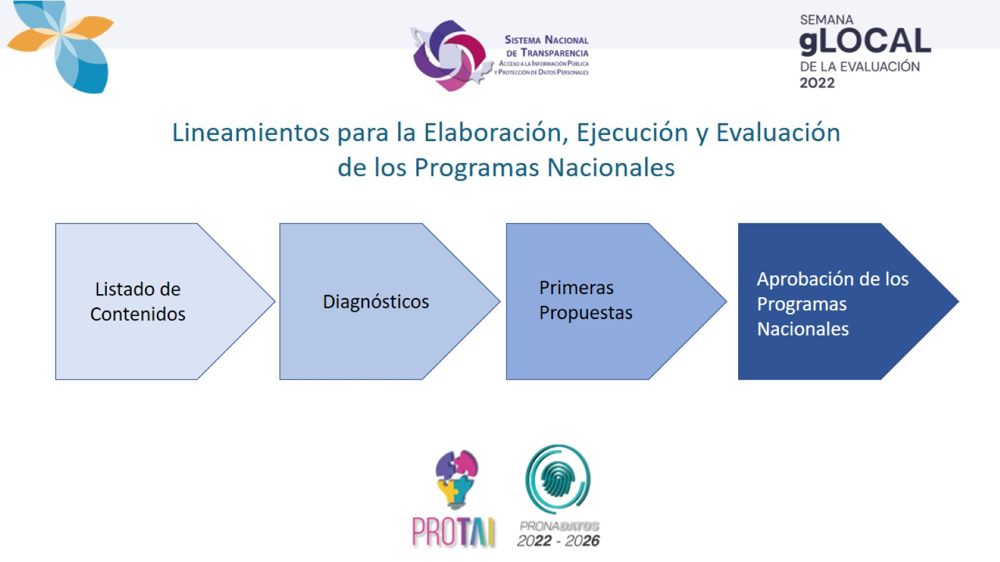 SISTEMA NACIONAL
DE TRANSPARENCIA
ACCESO A LA INFORMACIÓN PÚBLICA
Y PROTECCIÓN DE DATOS PERSONALES
SEMANA
gLOCAL
DE LA EVALUACIÓN
2022
Lineamientos para la Elaboración, Ejecución y Evaluación
de los Programas Nacionales
Listado de
Contenidos
Diagnósticos
Primeras
Propuestas
Aprobación de los
Programas
Nacionales
PROTAI
PRONADATOS
2022 - 2026